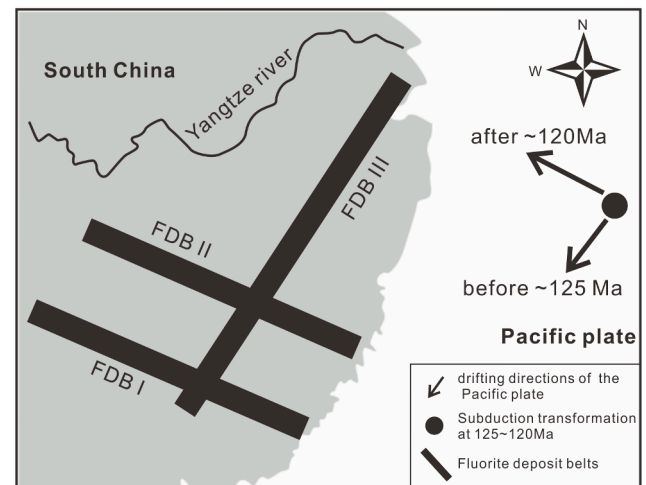 N
W
South China
Yangtze river
after ~120Ma
FDB III
FDB II
before ~125 Ma
Pacific plate
FDB I
drifting directions of the
Pacific plate
Subduction transformation
at 125~120Ma
Fluorite deposit belts